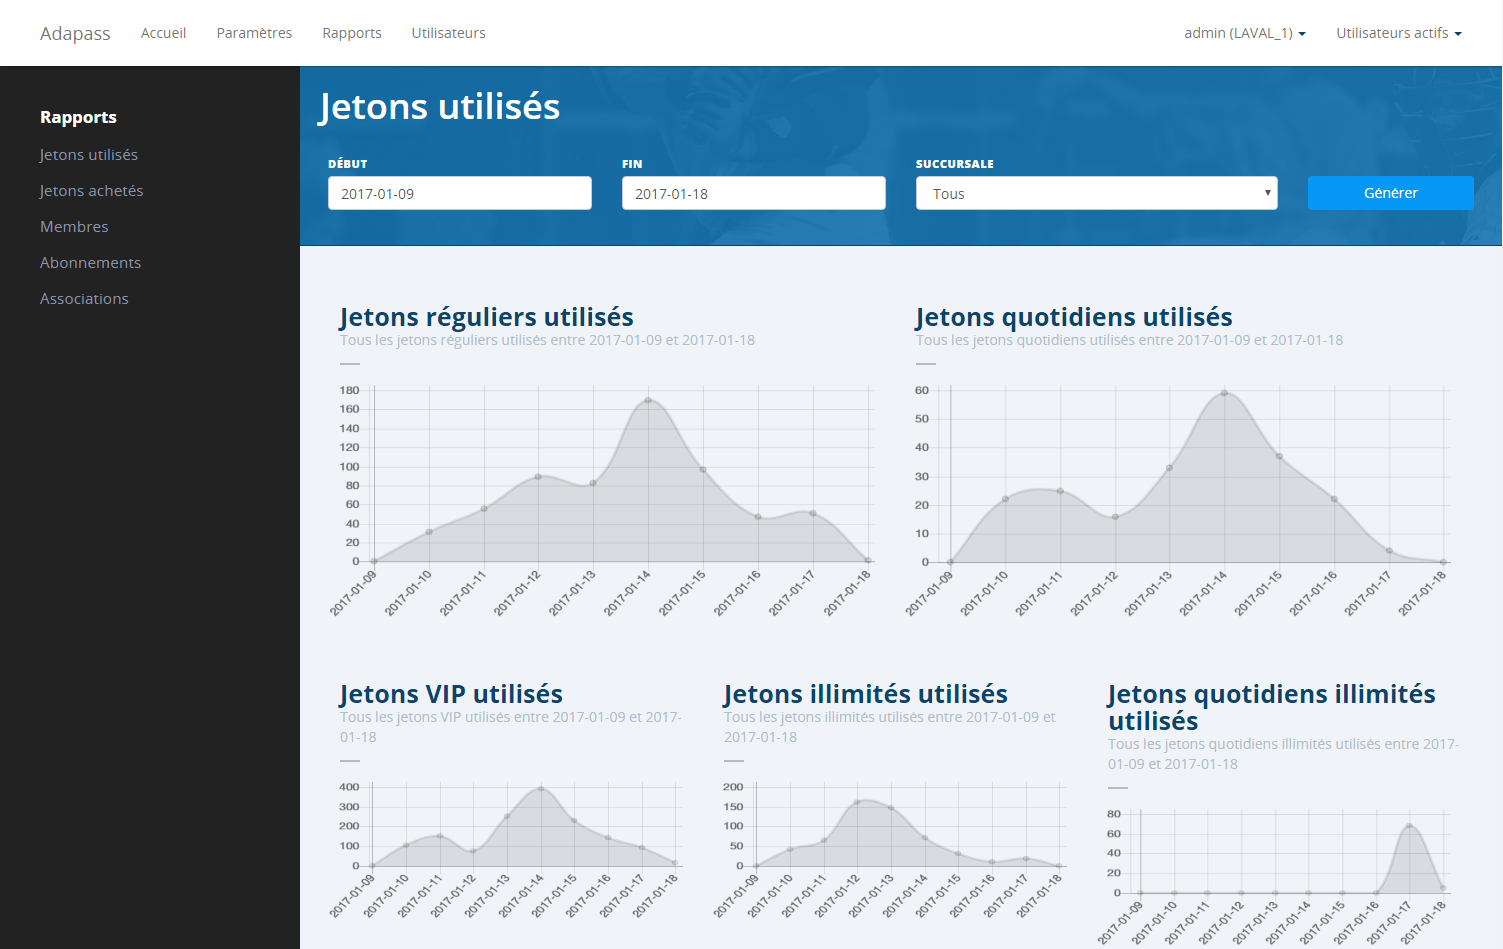 Adapass Accueil Paramètres Rapports Utilisateurs admin (LAVAL_1) Utilisateurs actifs
Rapports
Jetons utilisés
Jetons achetés
Membres
Abonnements
Associations
Jetons utilisés
DÉBUT FIN SUCCURSALE
2017-01-09 2017-01-18 Tous Générer
Jetons réguliers utilisés
Tous les jetons réguliers utilisés entre 2017-01-09 et 2017-01-18
180
160
140
120
100
80
60
40
20
0
2017-01-09 2017-01-10 2017-01-11 2017-01-12 2017-01-13 2017-01-14 2017-01-15 2017-01-16 2017-01-17 2017-01-18
Jetons quotidiens utilisés
Tous les jetons quotidiens utilisés entre 2017-01-09 et 2017-01-18
60
50
40
30
20
10
0
2017-01-09 2017-01-10 2017-01-11 2017-01-12 2017-01-13 2017-01-14 2017-01-15 2017-01-16 2017-01-17 2017-01-18
Jetons VIP utilisés
Tous les jetons VIP utilisés entre 2017-01-09 et 2017-
01-18
400
300
200
100
0
2017-01-09 2017-01-10 2017-01-11 2017-01-12 2017-01-13 2017-01-14 2017-01-15 2017-01-16 2017-01-17 2017-01-18
Jetons illimités utilisés
Tous les jetons illimités utilisés entre 2017-01-09 et
2017-01-18
200
150
100
50
0
2017-01-09 2017-01-10 2017-01-11 2017-01-12 2017-01-13 2017-01-14 2017-01-15 2017-01-16 2017-01-17 2017-01-18
Jetons quotidiens illimités
utilisés
Tous les jetons quotidiens illimités utilisés entre 2017-
01-09 et 2017-01-18
80
60
40
20
0
2017-01-09 2017-01-10 2017-01-11 2017-01-12 2017-01-13 2017-01-14 2017-01-15 2017-01-16 2017-01-17 2017-01-18